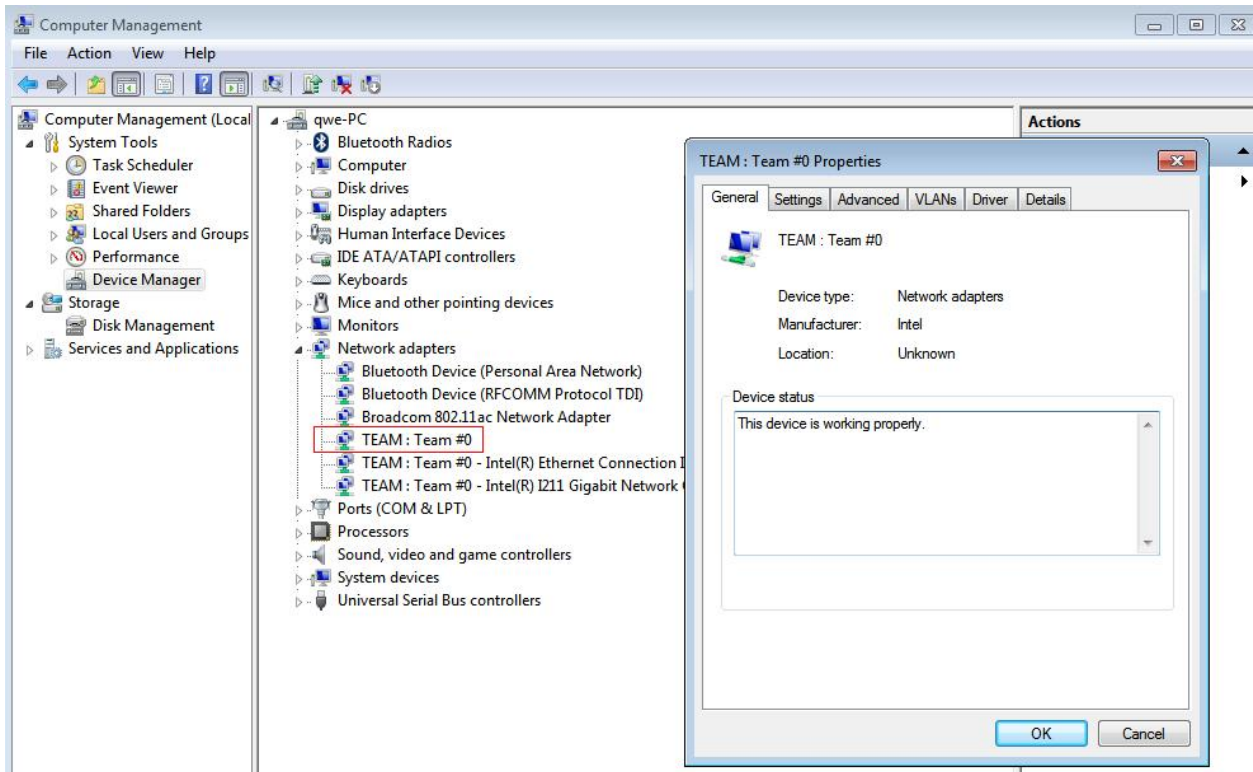 Computer Management
File Action View Help
Computer Management (Local
System Tools
Task Scheduler
Event Viewer
Shared Folders
Local Users and Groups
Performance
Device Manager
Storage
Disk Management
Services and Applications
qwe-PC
Bluetooth Radios
Computer
Disk drives
Display adapters
Human Interface Devices
IDE ATA/ATAPI controllers
Keyboards
Mice and other pointing devices
Monitors
Network adapters
Bluetooth Device (Personal Area Network)
Bluetooth Device (RFCOMM Protocol TDI)
Broadcom 802.11ac Network Adapter
TEAM : Team #0
TEAM : Team #0 - Intel(R) Ethernet Connection I
TEAM : Team #0 - Intel(R) I211 Gigabit Network
Ports (COM & LPT)
Processors
Sound, video and game controllers
System devices
Universal Serial Bus controllers
Actions
TEAM : Team #0 Properties
General Settings Advanced VLANs Driver Details
TEAM : Team #0
Device type: Network adapters
Manufacturer: Intel
Location: Unknown
Device status
This device is working properly.
OK Cancel